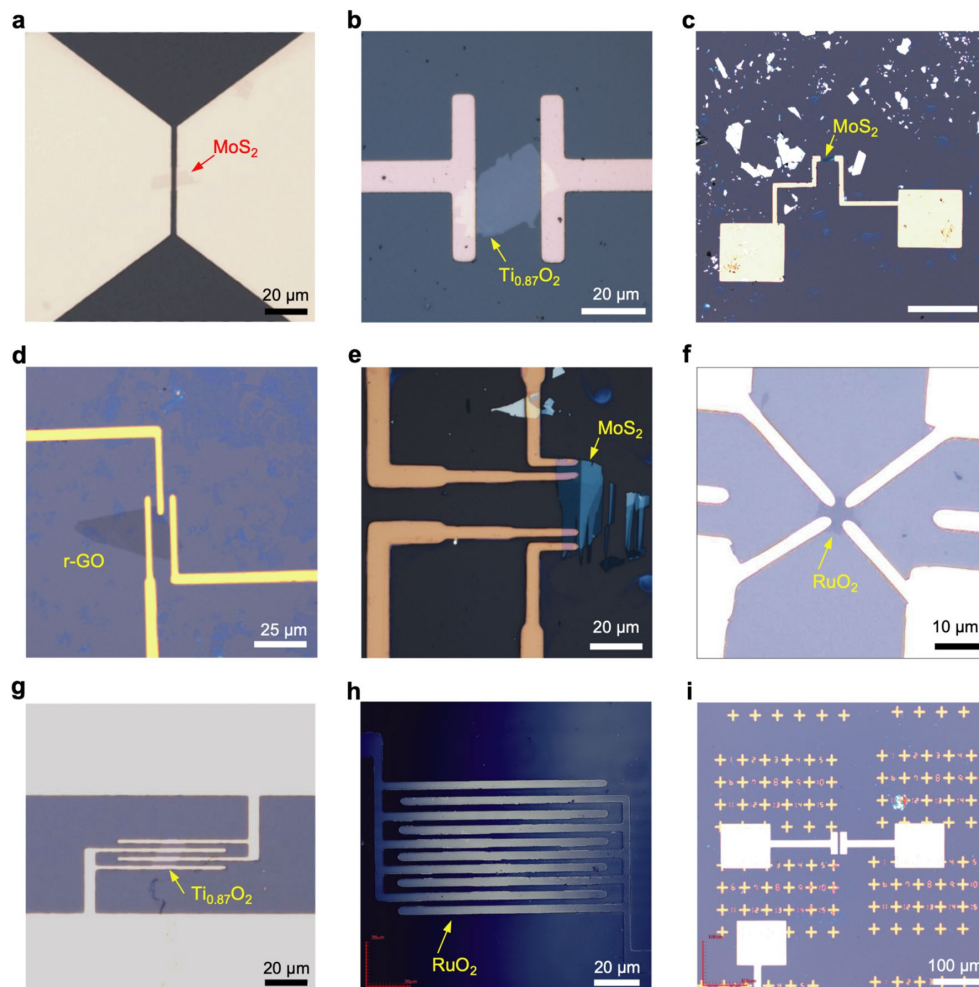 a
b
c
MoS₂
MoS₂
Ti₀.₈₇O₂
20 µm
20 µm
d
e
f
MoS₂
r-GO
RuO₂
25 µm
20 µm
10 µm
g
h
i
Ti₀.₈₇O₂
RuO₂
20 µm
20 µm
100 µm